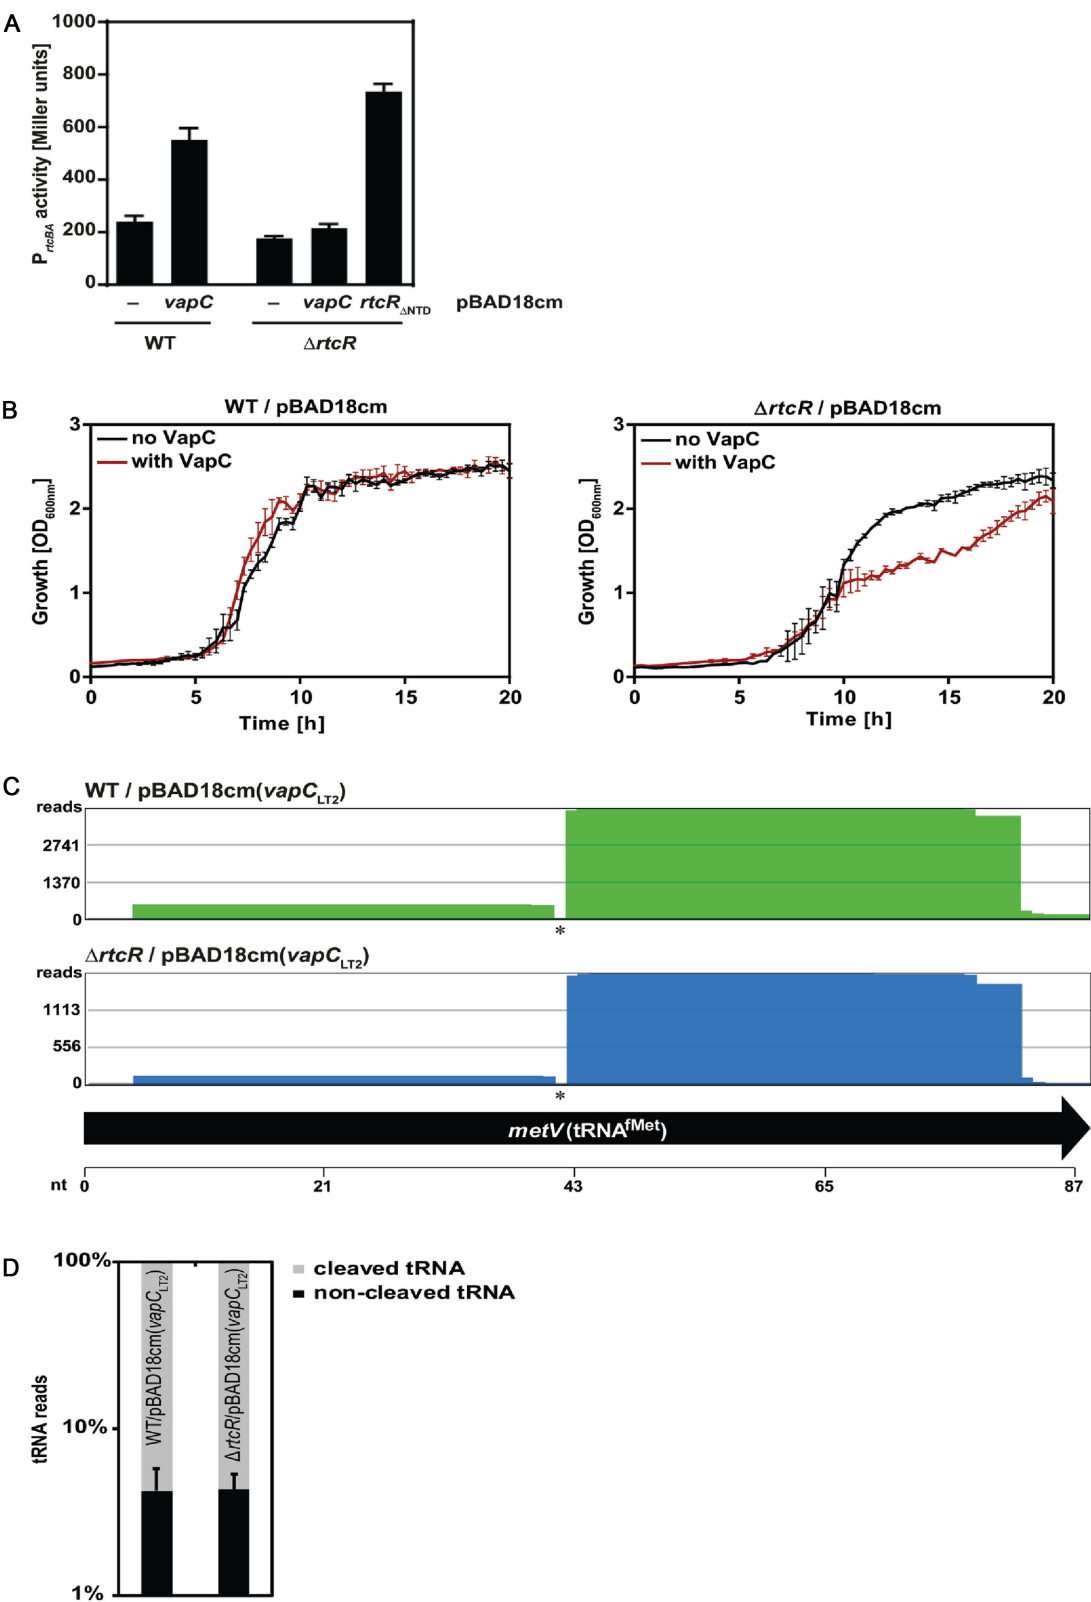 A
1000
800
600
400
200
0
PrtcBA activity [Miller units]
– vapC – vapC rtcRΔNTD pBAD18cm
WT ΔrtcR
B
WT / pBAD18cm
3
2
1
0
no VapC
with VapC
Growth [OD600nm]
0 5 10 15 20
Time [h]
ΔrtcR / pBAD18cm
3
2
1
0
no VapC
with VapC
Growth [OD600nm]
0 5 10 15 20
Time [h]
C
WT / pBAD18cm(vapCLT2)
reads
2741
1370
0
*
ΔrtcR / pBAD18cm(vapCLT2)
reads
1113
556
0
*
metV (tRNAfMet)
nt 0 21 43 65 87
D
100%
10%
1%
tRNA reads
WT/pBAD18cm(vapCLT2)
ΔrtcR/pBAD18cm(vapCLT2)
cleaved tRNA
non-cleaved tRNA